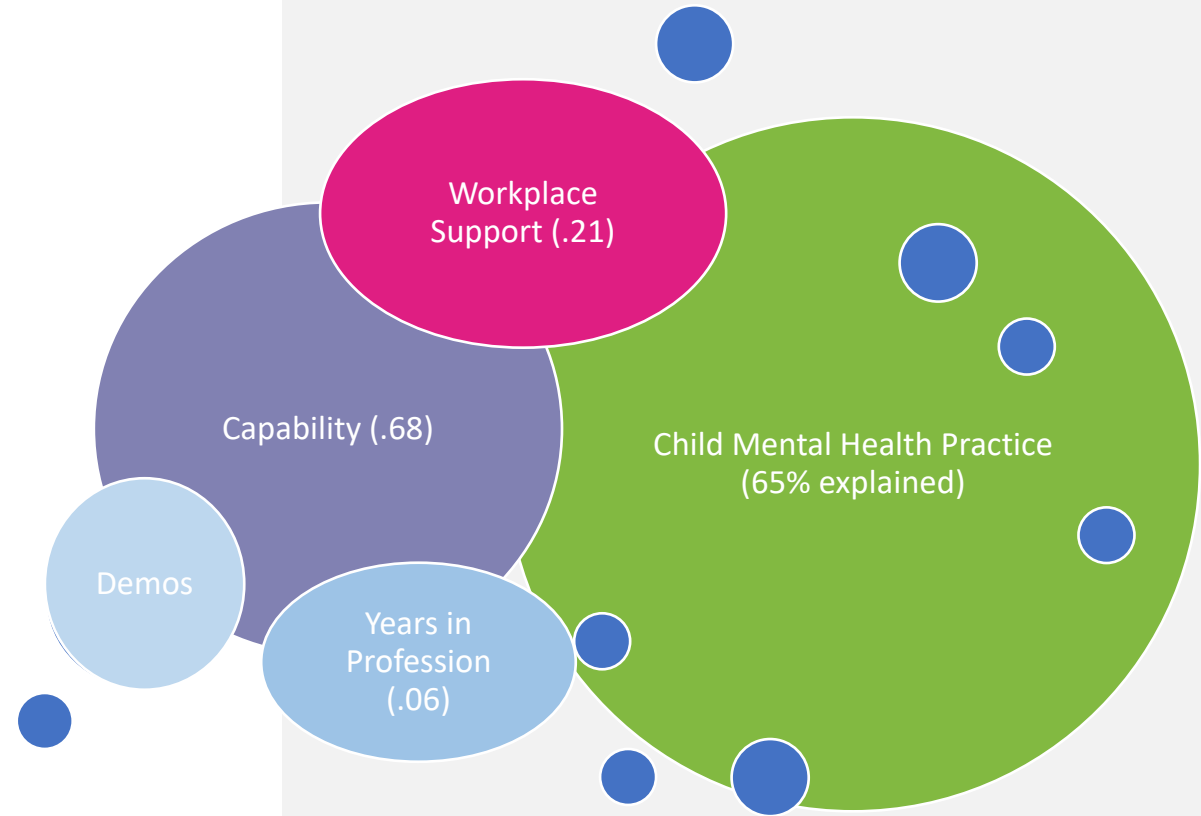 Workplace
Support (.21)
Capability (.68)
Child Mental Health Practice
(65% explained)
Demos
Years in
Profession
(.06)